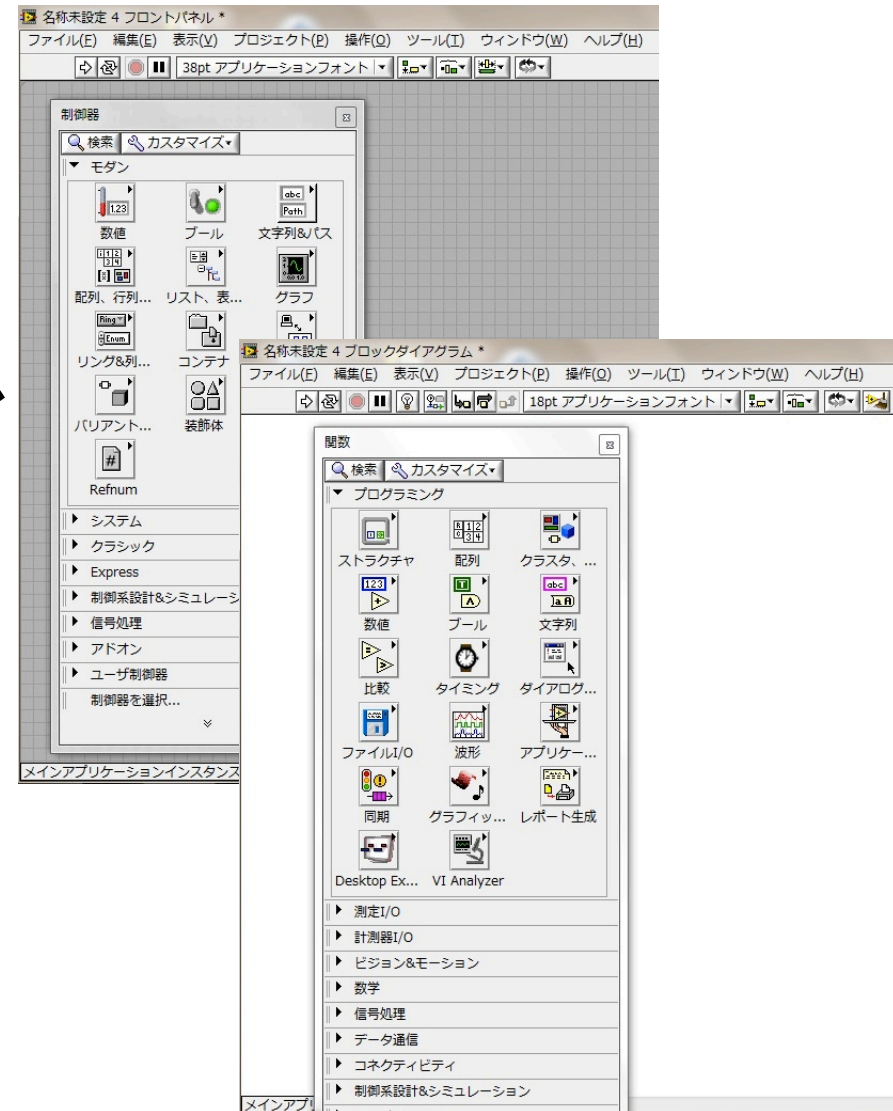 名称未設定 4 フロントパネル *
ファイル(F) 編集(E) 表示(V) プロジェクト(P) 操作(O) ツール(T) ウィンドウ(W) ヘルプ(H)
38pt アプリケーションフォント
制御器
検索 カスタマイズ
モダン
1.23 abc Path
数値 ブール 文字列&パス
配列、行列... リスト、表... グラフ
Ring Enum
リング&列... コンテナ
バリアント... 装飾体
#
Refnum
システム
クラシック
Express
制御系設計&シミュレーシ
信号処理
アドオン
ユーザ制御器
制御器を選択...
メインアプリケーションインスタンス
名称未設定 4 ブロックダイアグラム *
ファイル(F) 編集(E) 表示(V) プロジェクト(P) 操作(O) ツール(T) ウィンドウ(W) ヘルプ(H)
18pt アプリケーションフォント
関数
検索 カスタマイズ
プログラミング
ストラクチャ 配列 クラスタ、...
123 T abc
数値 ブール 文字列
比較 タイミング ダイアログ...
ファイルI/O 波形 アプリケー...
同期 グラフィッ... レポート生成
Desktop Ex... VI Analyzer
測定I/O
計測器I/O
ビジョン&モーション
数学
信号処理
データ通信
コネクティビティ
制御系設計&シミュレーション
メインアプリ